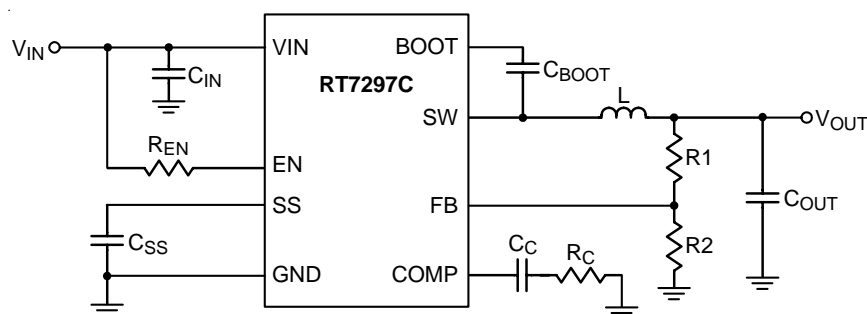 VIN
VIN
BOOT
CIN
RT7297C
CBOOT
SW
L
VOUT
REN
EN
R1
SS
FB
COUT
CSS
CC
RC
R2
GND
COMP